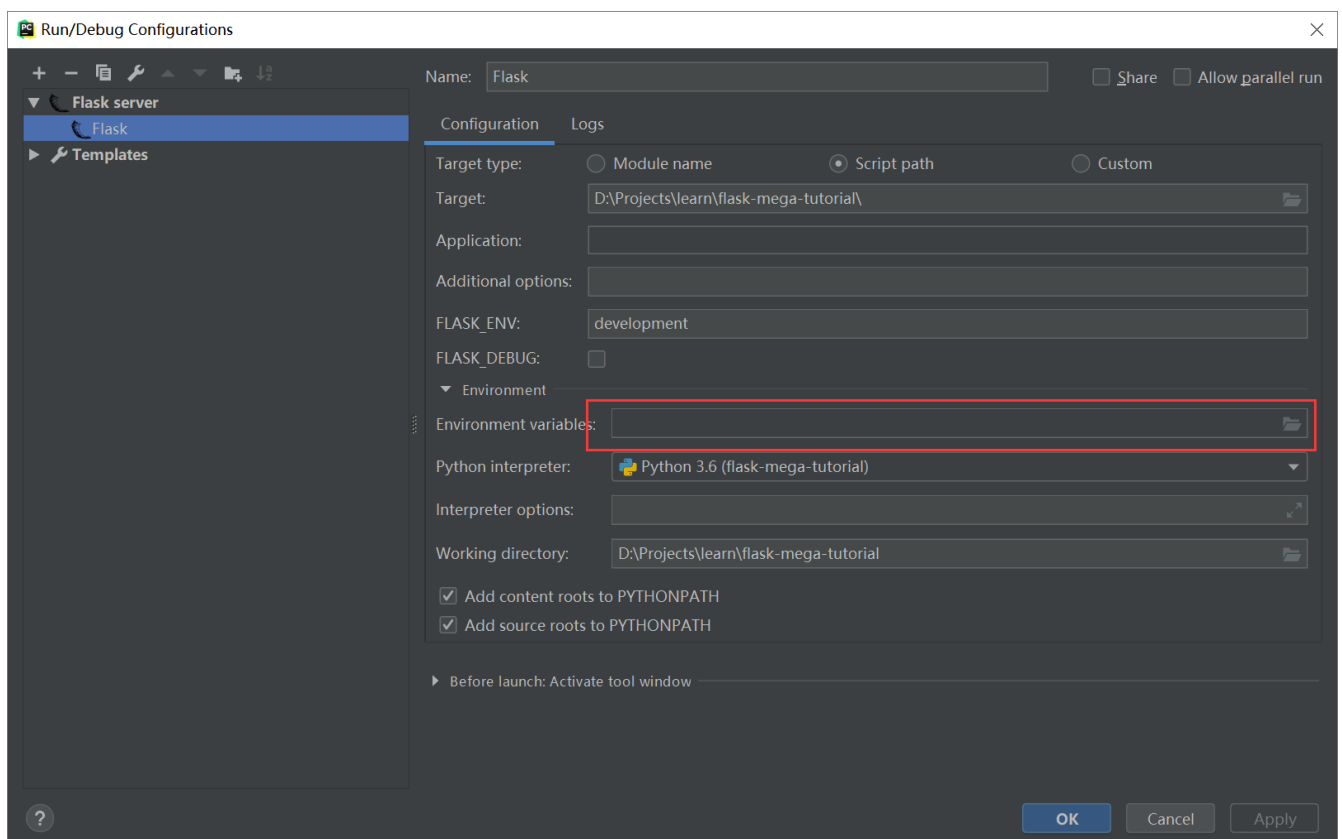 PC Run/Debug Configurations
Name: Flask Share Allow parallel run
Flask server
Flask
Templates
Configuration Logs
Target type: Module name Script path Custom
Target: D:\Projects\learn\flask-mega-tutorial\
Application:
Additional options:
FLASK_ENV: development
FLASK_DEBUG:
Environment
Environment variables:
Python interpreter: Python 3.6 (flask-mega-tutorial)
Interpreter options:
Working directory: D:\Projects\learn\flask-mega-tutorial
Add content roots to PYTHONPATH
Add source roots to PYTHONPATH
Before launch: Activate tool window
? OK Cancel Apply